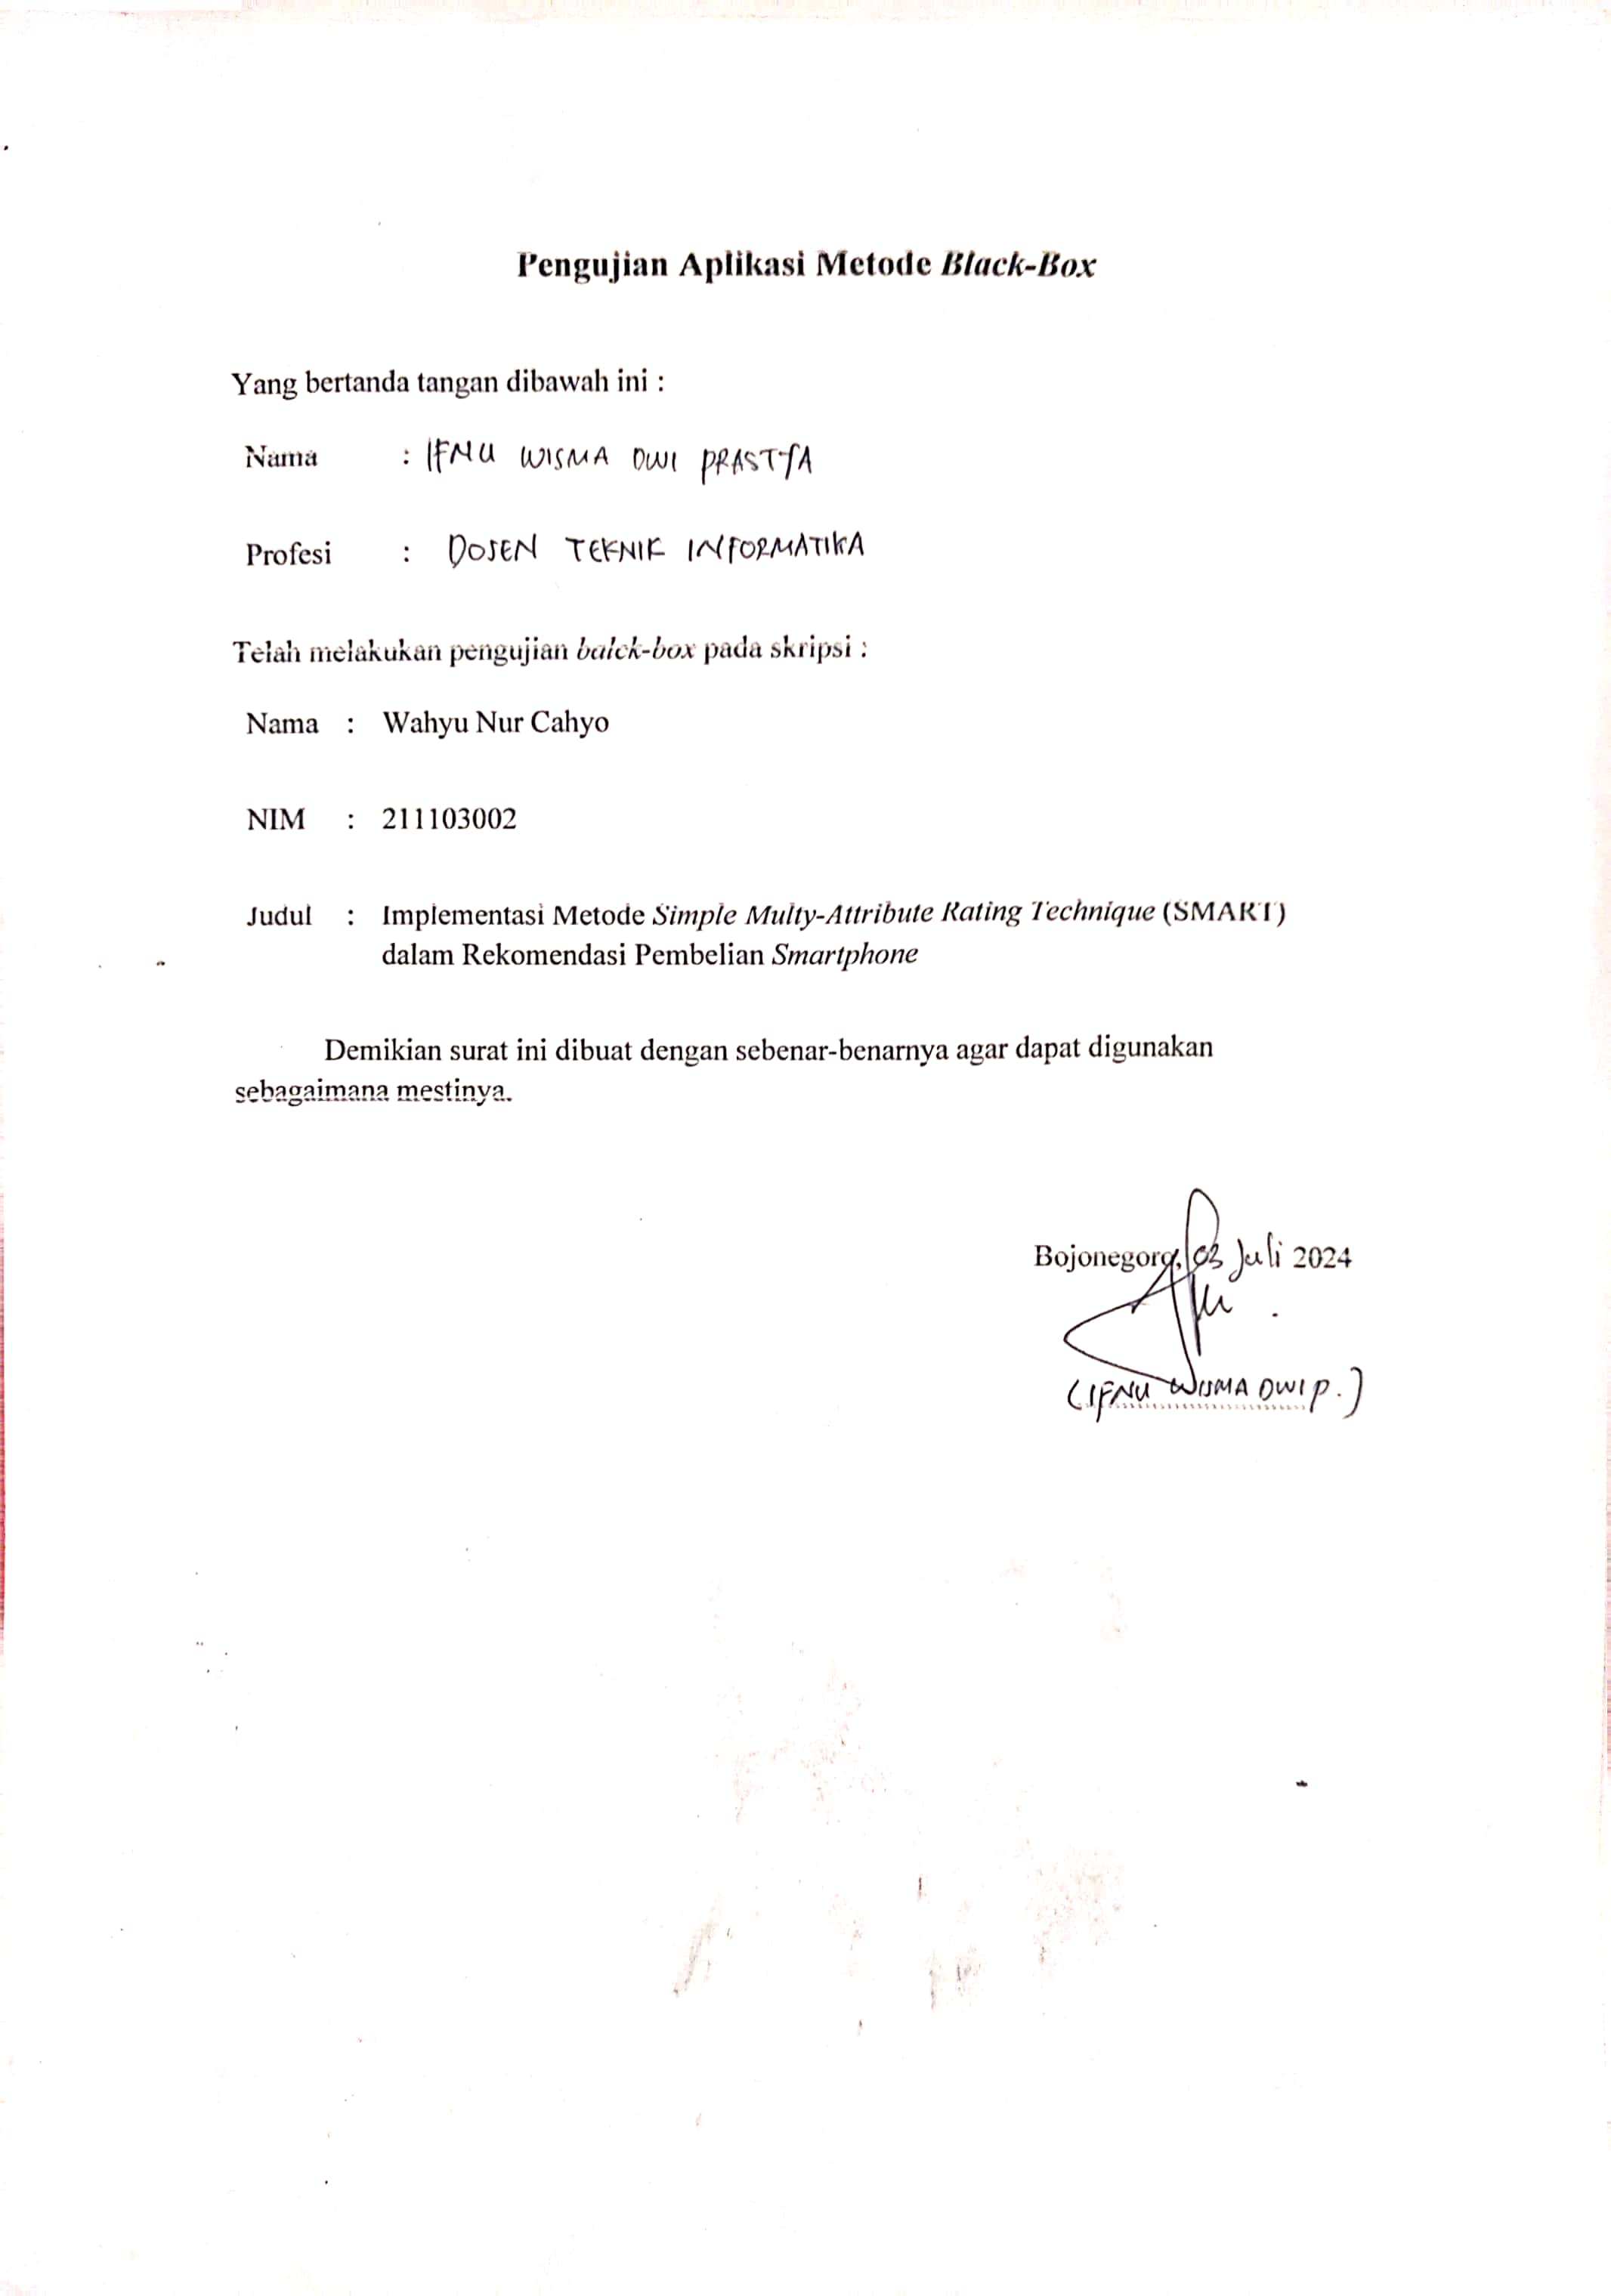 Pengujian Aplikasi Metode Black-Box
Yang bertanda tangan dibawah ini :
Nama : IFNU WISMA DWI PRASTYA
Profesi : DOSEN TEKNIK INFORMATIKA
Telah melakukan pengujian balck-box pada skripsi :
Nama : Wahyu Nur Cahyo
NIM : 211103002
Judul : Implementasi Metode Simple Multy-Attribute Rating Technique (SMART)
dalam Rekomendasi Pembelian Smartphone
Demikian surat ini dibuat dengan sebenar-benarnya agar dapat digunakan
sebagaimana mestinya.
Bojonegoro, 03 Juli 2024
(IFNU WISMA DWI P.)